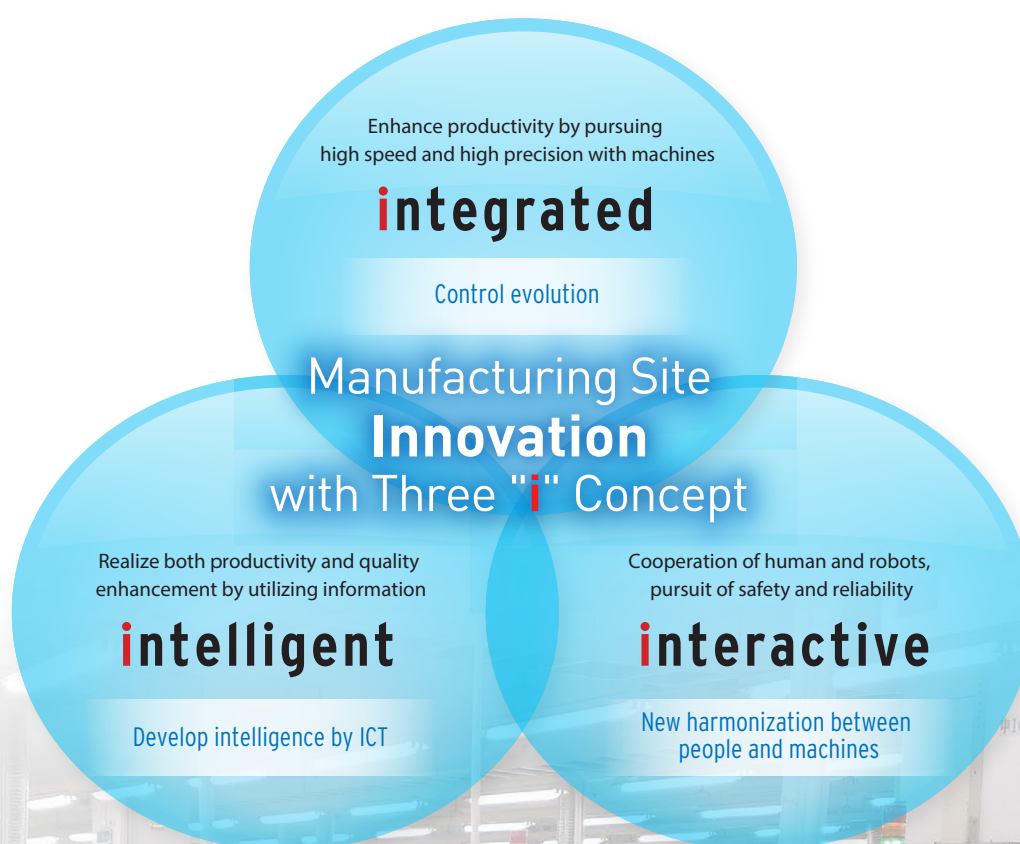 Enhance productivity by pursuing
high speed and high precision with machines
integrated
Control evolution
Manufacturing Site
Innovation
with Three "i" Concept
Realize both productivity and quality
enhancement by utilizing information
intelligent
Develop intelligence by ICT
Cooperation of human and robots,
pursuit of safety and reliability
interactive
New harmonization between
people and machines